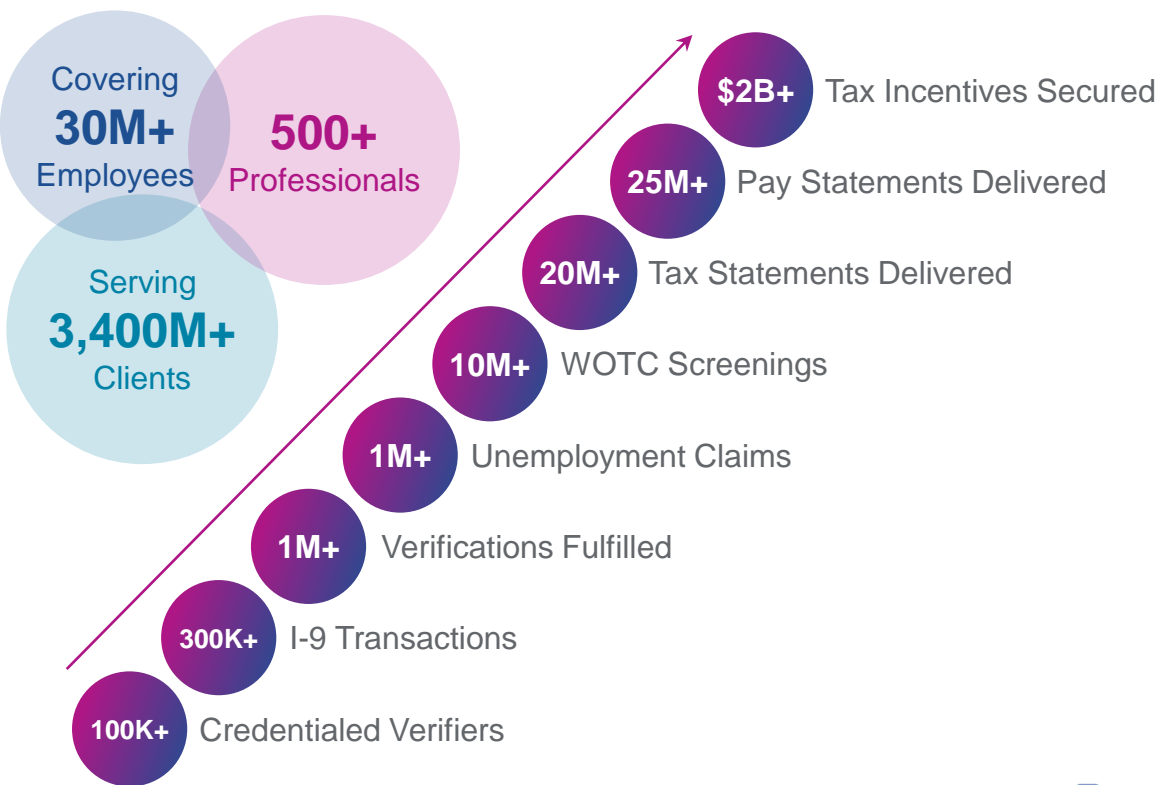 Covering
30M+
Employees
500+
Professionals
Serving
3,400M+
Clients
$2B+ Tax Incentives Secured
25M+ Pay Statements Delivered
20M+ Tax Statements Delivered
10M+ WOTC Screenings
1M+ Unemployment Claims
1M+ Verifications Fulfilled
300K+ I-9 Transactions
100K+ Credentialed Verifiers